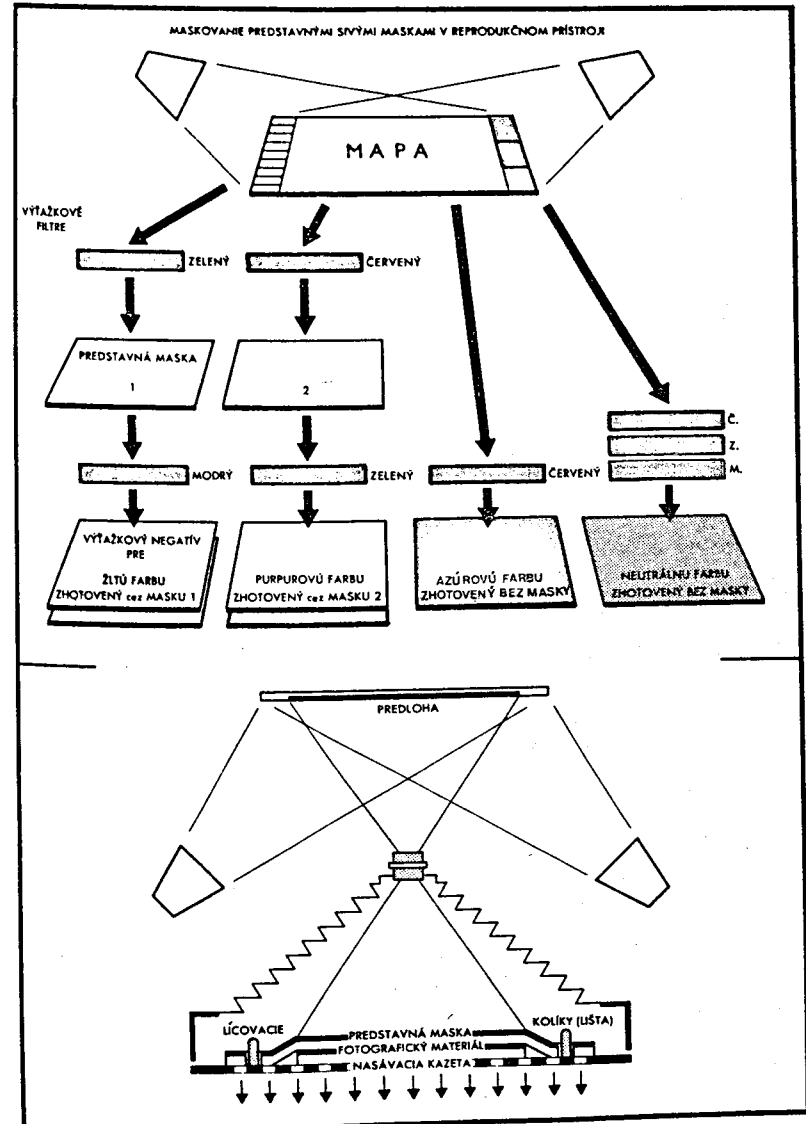 MASKOVANIE PREDSTAVNÝMI SIVÝMI MASKAMI V REPRODUKČNOM PRÍSTROJI
MAPA
VÝŤAŽKOVÉ
FILTRE
ZELENÝ
ČERVENÝ
PREDSTAVNÁ MASKA
1
2
Č.
Z.
M.
MODRÝ
ZELENÝ
ČERVENÝ
VÝŤAŽKOVÝ NEGATÍV
PRE
ŽLTÚ FARBU
ZHOTOVENÝ cez MASKU 1
PURPUROVÚ FARBU
ZHOTOVENÝ cez MASKU 2
AZÚROVÚ FARBU
ZHOTOVENÝ BEZ MASKY
NEUTRÁLNU FARBU
ZHOTOVENÝ BEZ MASKY
PREDLOHA
LÍCOVACIE
KOLÍKY (LIŠTA)
PREDSTAVNÁ MASKA
FOTOGRAFICKÝ MATERIÁL
NASÁVACIA KAZETA